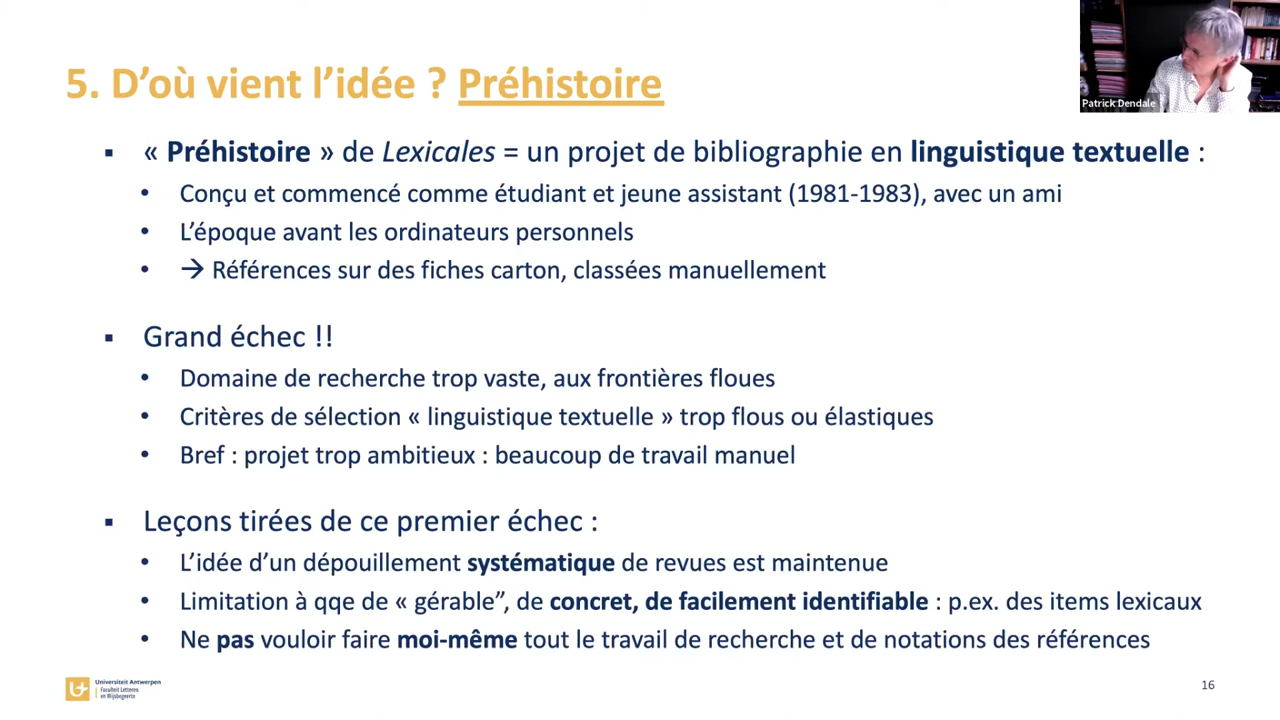 Patrick Dendale
5. D’où vient l’idée ? Préhistoire
▪ « Préhistoire » de Lexicales = un projet de bibliographie en linguistique textuelle :
• Conçu et commencé comme étudiant et jeune assistant (1981-1983), avec un ami
• L’époque avant les ordinateurs personnels
• → Références sur des fiches carton, classées manuellement
▪ Grand échec !!
• Domaine de recherche trop vaste, aux frontières floues
• Critères de sélection « linguistique textuelle » trop flous ou élastiques
• Bref : projet trop ambitieux : beaucoup de travail manuel
▪ Leçons tirées de ce premier échec :
• L’idée d’un dépouillement systématique de revues est maintenue
• Limitation à qqe de « gérable”, de concret, de facilement identifiable : p.ex. des items lexicaux
• Ne pas vouloir faire moi-même tout le travail de recherche et de notations des références
Universiteit Antwerpen
Faculteit Letteren
en Wijsbegeerte
16